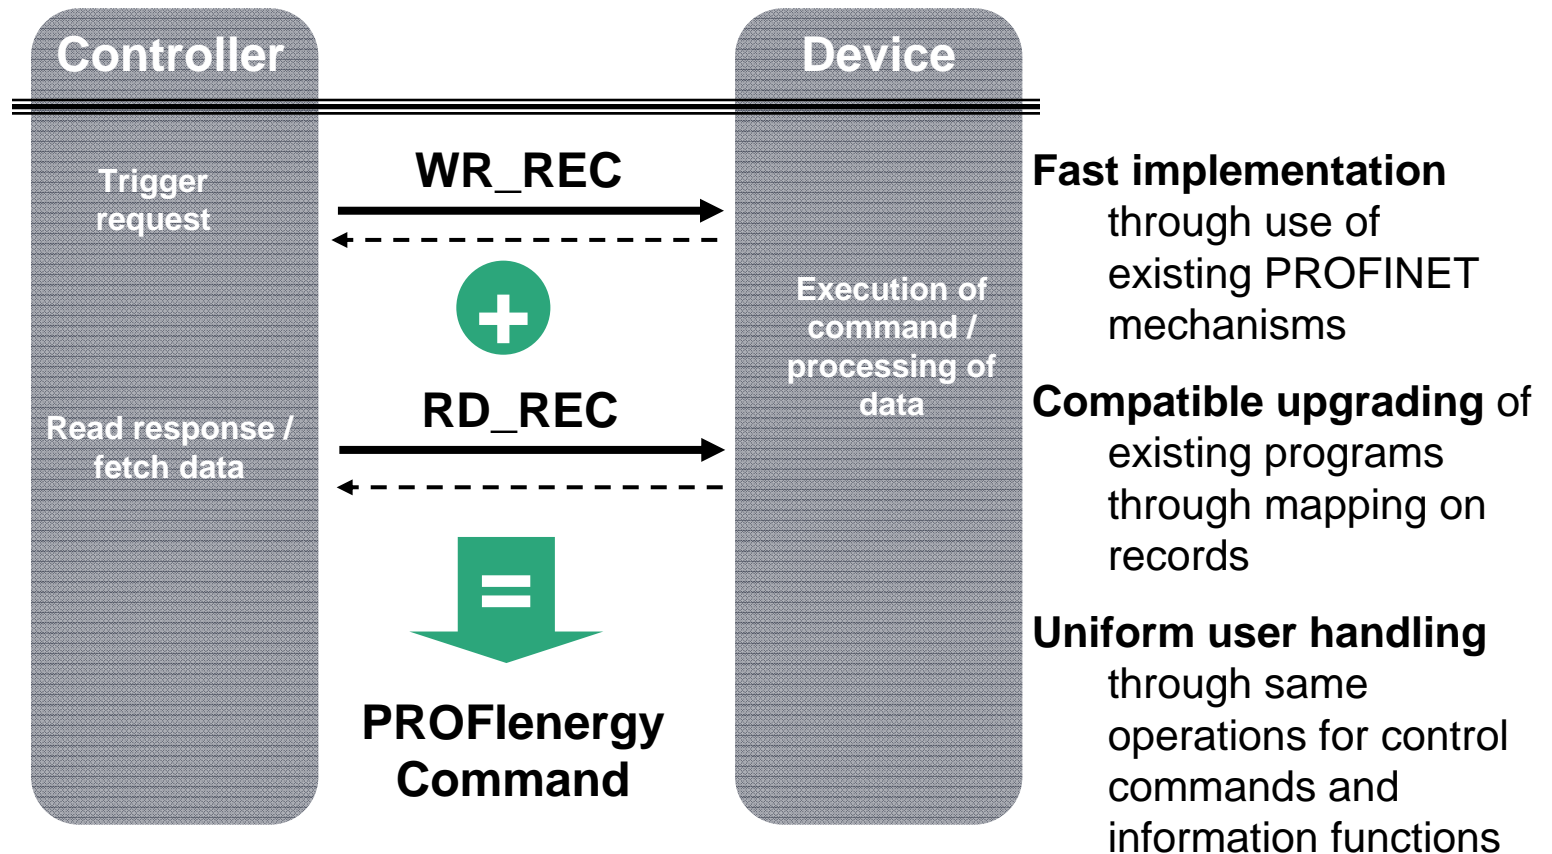 Controller
Device
Trigger
request
WR_REC
+
Execution of
command /
processing of
data
Read response /
fetch data
RD_REC
=
PROFIenergy
Command
Fast implementation
through use of
existing PROFINET
mechanisms
Compatible upgrading of
existing programs
through mapping on
records
Uniform user handling
through same
operations for control
commands and
information functions